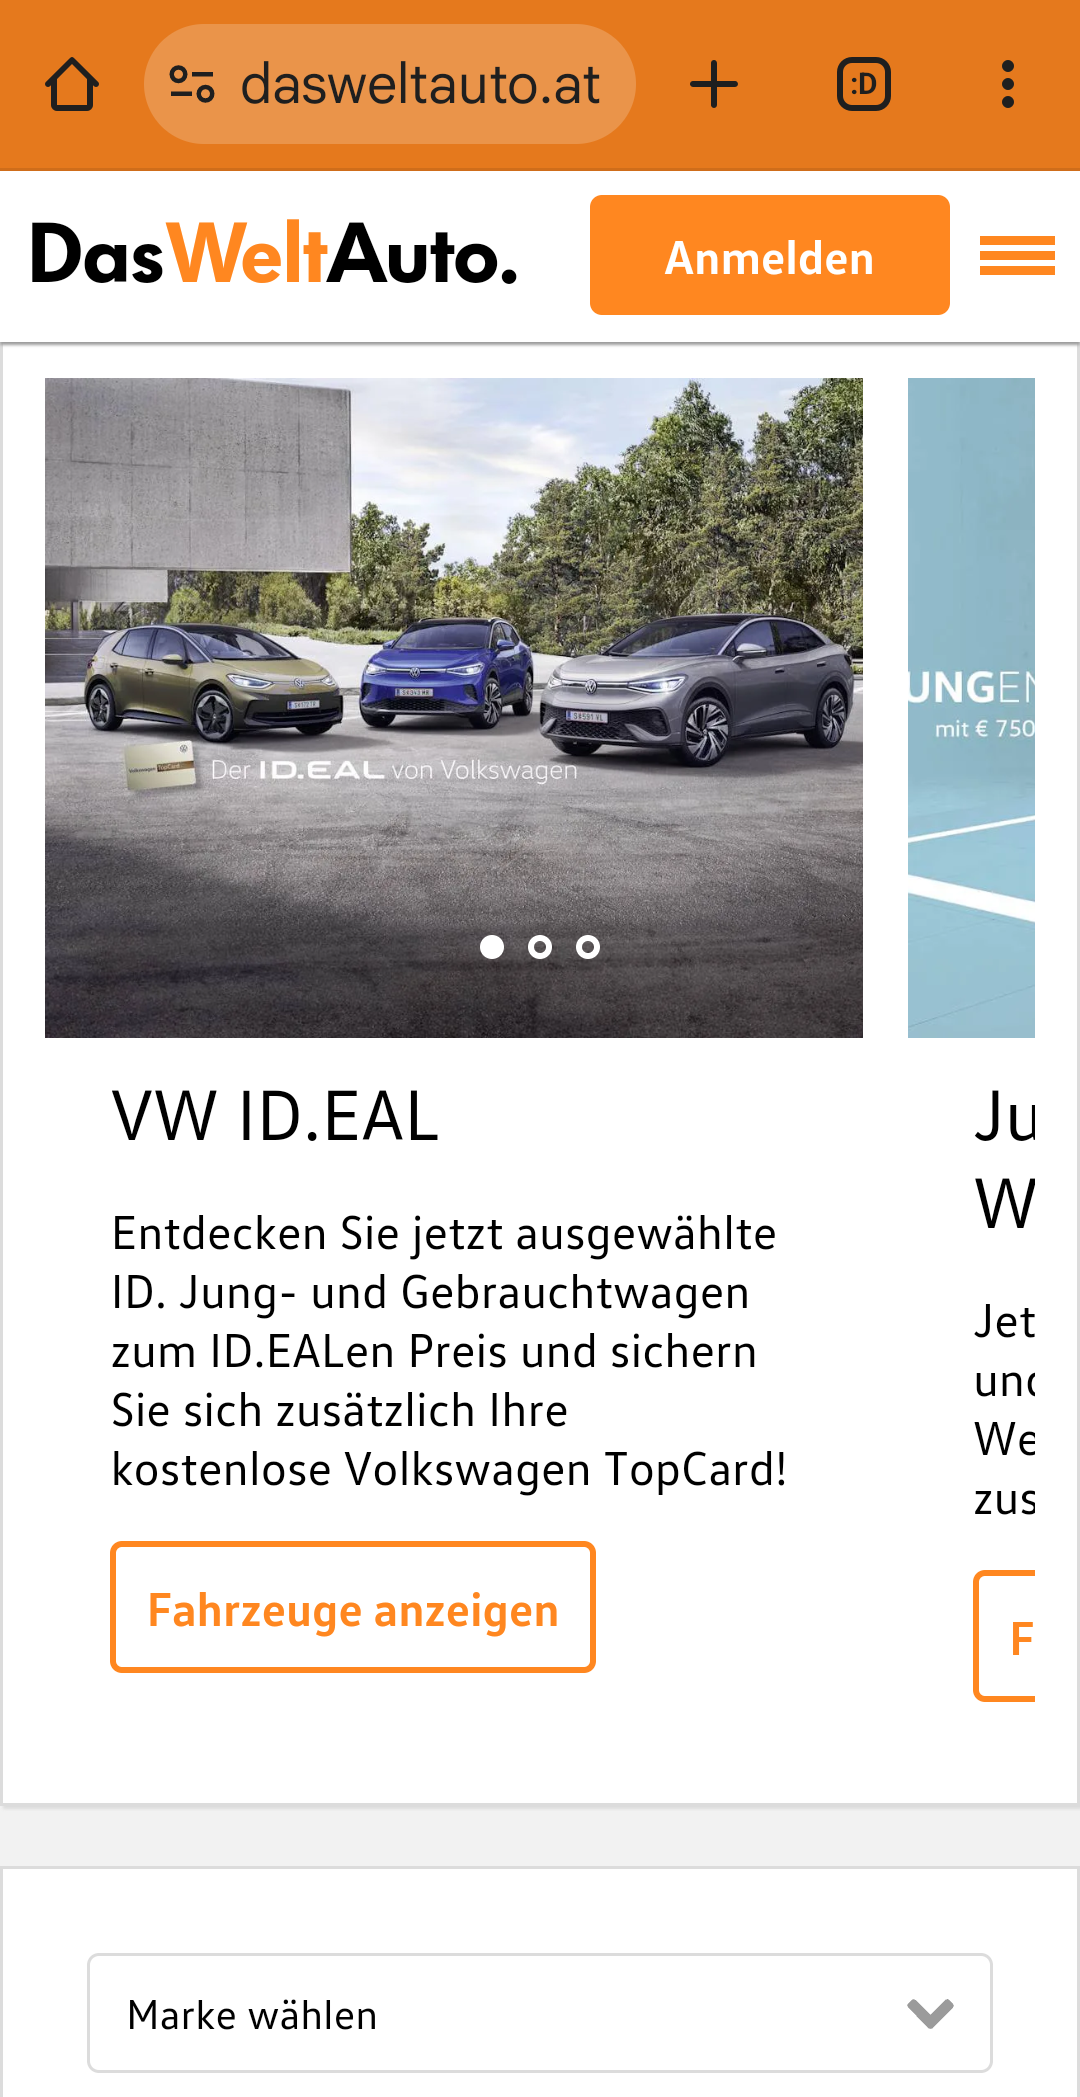 dasweltauto.at
:D
DasWeltAuto.
Anmelden
Der ID.EAL von Volkswagen
UNGEN
mit € 750
VW ID.EAL
Entdecken Sie jetzt ausgewählte
ID. Jung- und Gebrauchtwagen
zum ID.EALen Preis und sichern
Sie sich zusätzlich Ihre
kostenlose Volkswagen TopCard!
Fahrzeuge anzeigen
Ju
W
Jet
und
We
zus
F
Marke wählen